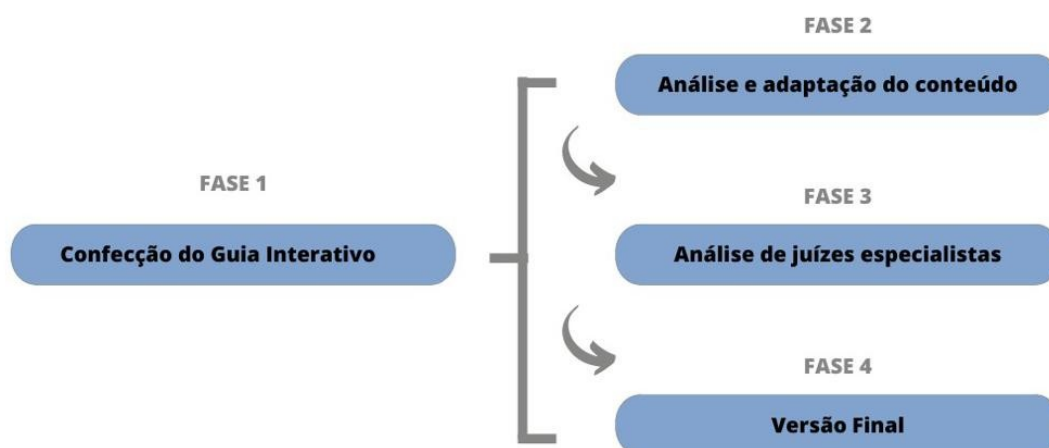 FASE 1
Confecção do Guia Interativo
FASE 2
Análise e adaptação do conteúdo
FASE 3
Análise de juízes especialistas
FASE 4
Versão Final